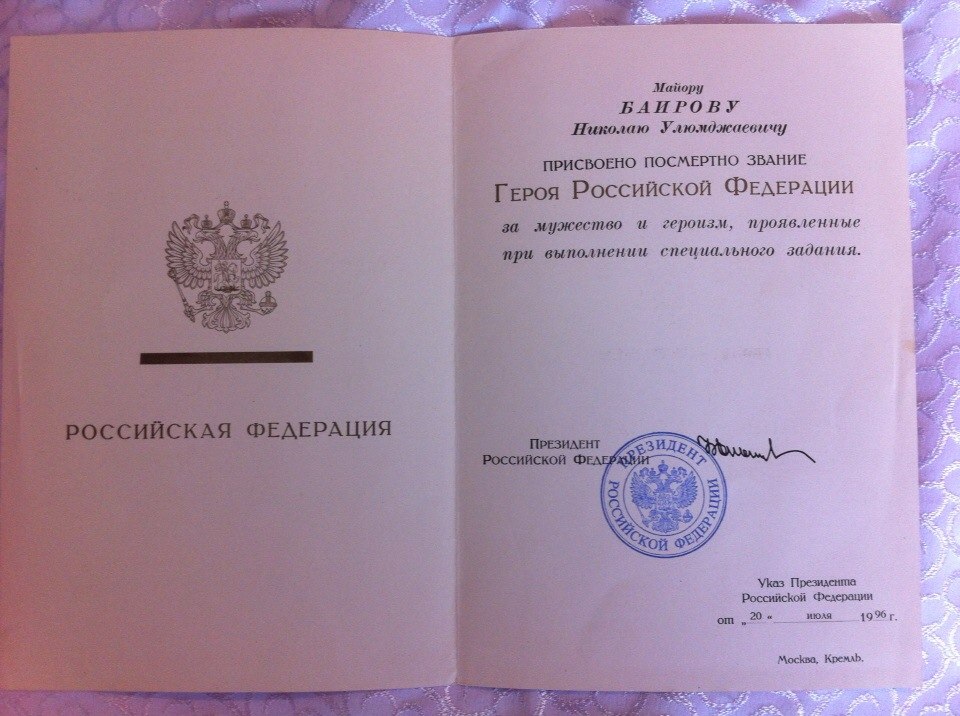 РОССИЙСКАЯ ФЕДЕРАЦИЯ
Майору
БАИРОВУ
Николаю Улюмджаевичу
ПРИСВОЕНО ПОСМЕРТНО ЗВАНИЕ
ГЕРОЯ РОССИЙСКОЙ ФЕДЕРАЦИИ
за мужество и героизм, проявленные
при выполнении специального задания.
ПРЕЗИДЕНТ
РОССИЙСКОЙ ФЕДЕРАЦИИ
ПРЕЗИДЕНТ
РОССИЙСКОЙ ФЕДЕРАЦИИ
Указ Президента
Российской Федерации
от „ 20 “ июля 1996 г.
Москва, Кремль.